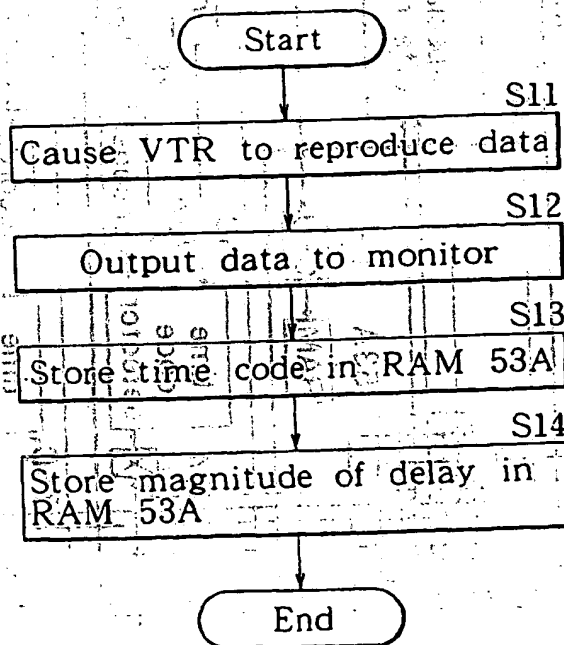 Start
S11
Cause VTR to reproduce data
S12
Output data to monitor
S13
Store time code in RAM 53A
S14
Store magnitude of delay in
RAM 53A
End